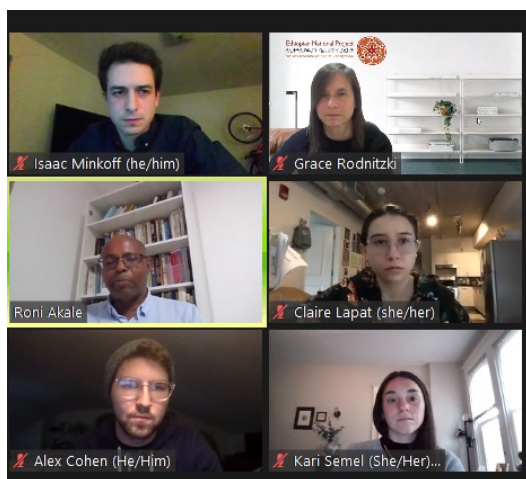 Isaac Minkoff (he/him)
Ethiopian National Project
Grace Rodnitzki
Roni Akale
Claire Lapat (she/her)
Alex Cohen (He/Him)
Kari Semel (She/Her)...